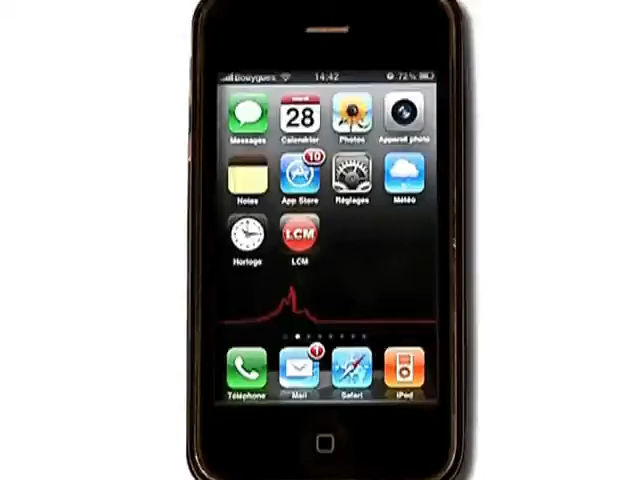 Bouygues 14:42 72 %
28
Messages Calendrier Photos Appareil photo
10
Notes App Store Réglages Météo
LCM
Horloge LCM
1
Téléphone Mail Safari iPod